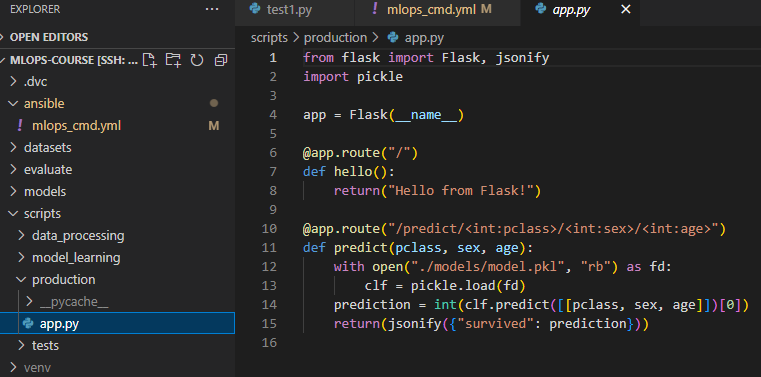 EXPLORER
...
OPEN EDITORS
MLOPS-COURSE [SSH: ...
.dvc
ansible
mlops_cmd.yml M
datasets
evaluate
models
scripts
data_processing
model_learning
production
__pycache__
app.py
tests
venv
test1.py
mlops_cmd.yml M
app.py
scripts > production > app.py
1 from flask import Flask, jsonify
2 import pickle
3
4 app = Flask(__name__)
5
6 @app.route("/")
7 def hello():
8     return("Hello from Flask!")
9
10 @app.route("/predict/<int:pclass>/<int:sex>/<int:age>")
11 def predict(pclass, sex, age):
12     with open("./models/model.pkl", "rb") as fd:
13         clf = pickle.load(fd)
14     prediction = int(clf.predict([[pclass, sex, age]])[0])
15     return(jsonify({"survived": prediction}))
16